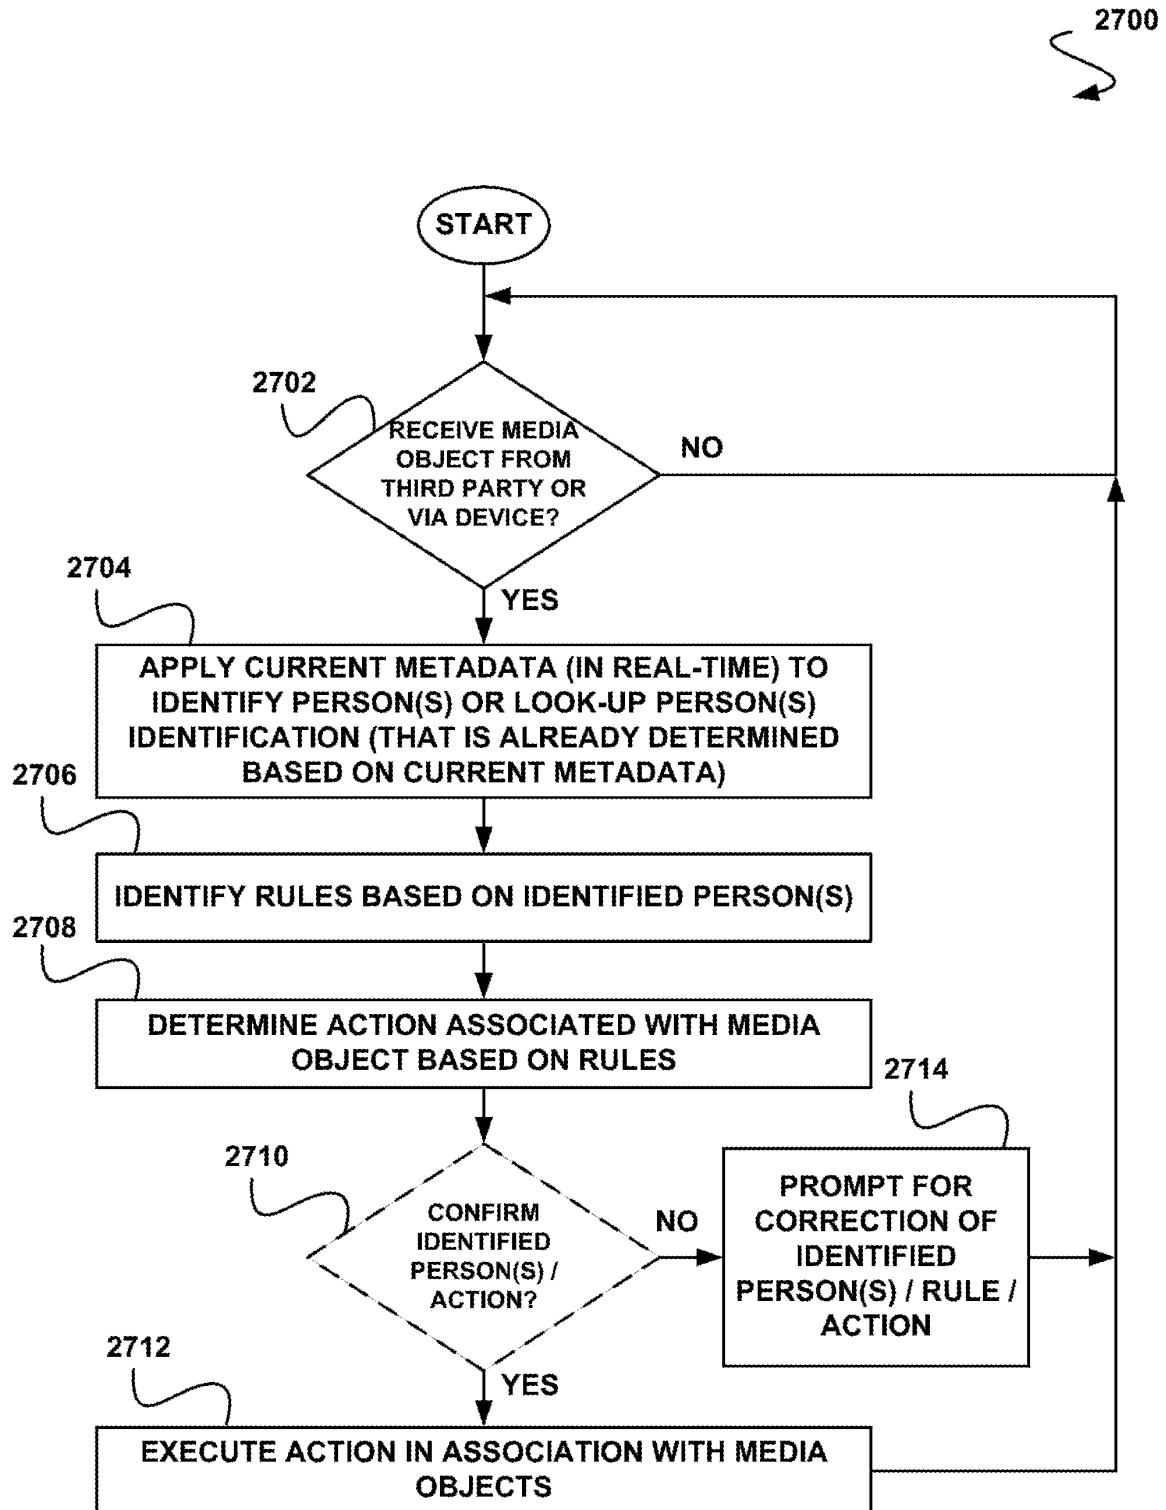 2700
START
2702
RECEIVE MEDIA
OBJECT FROM
THIRD PARTY OR
VIA DEVICE?
NO
YES
2704
APPLY CURRENT METADATA (IN REAL-TIME) TO
IDENTIFY PERSON(S) OR LOOK-UP PERSON(S)
IDENTIFICATION (THAT IS ALREADY DETERMINED
BASED ON CURRENT METADATA)
2706
IDENTIFY RULES BASED ON IDENTIFIED PERSON(S)
2708
DETERMINE ACTION ASSOCIATED WITH MEDIA
OBJECT BASED ON RULES
2710
CONFIRM
IDENTIFIED
PERSON(S) /
ACTION?
NO
2714
PROMPT FOR
CORRECTION OF
IDENTIFIED
PERSON(S) / RULE /
ACTION
YES
2712
EXECUTE ACTION IN ASSOCIATION WITH MEDIA
OBJECTS